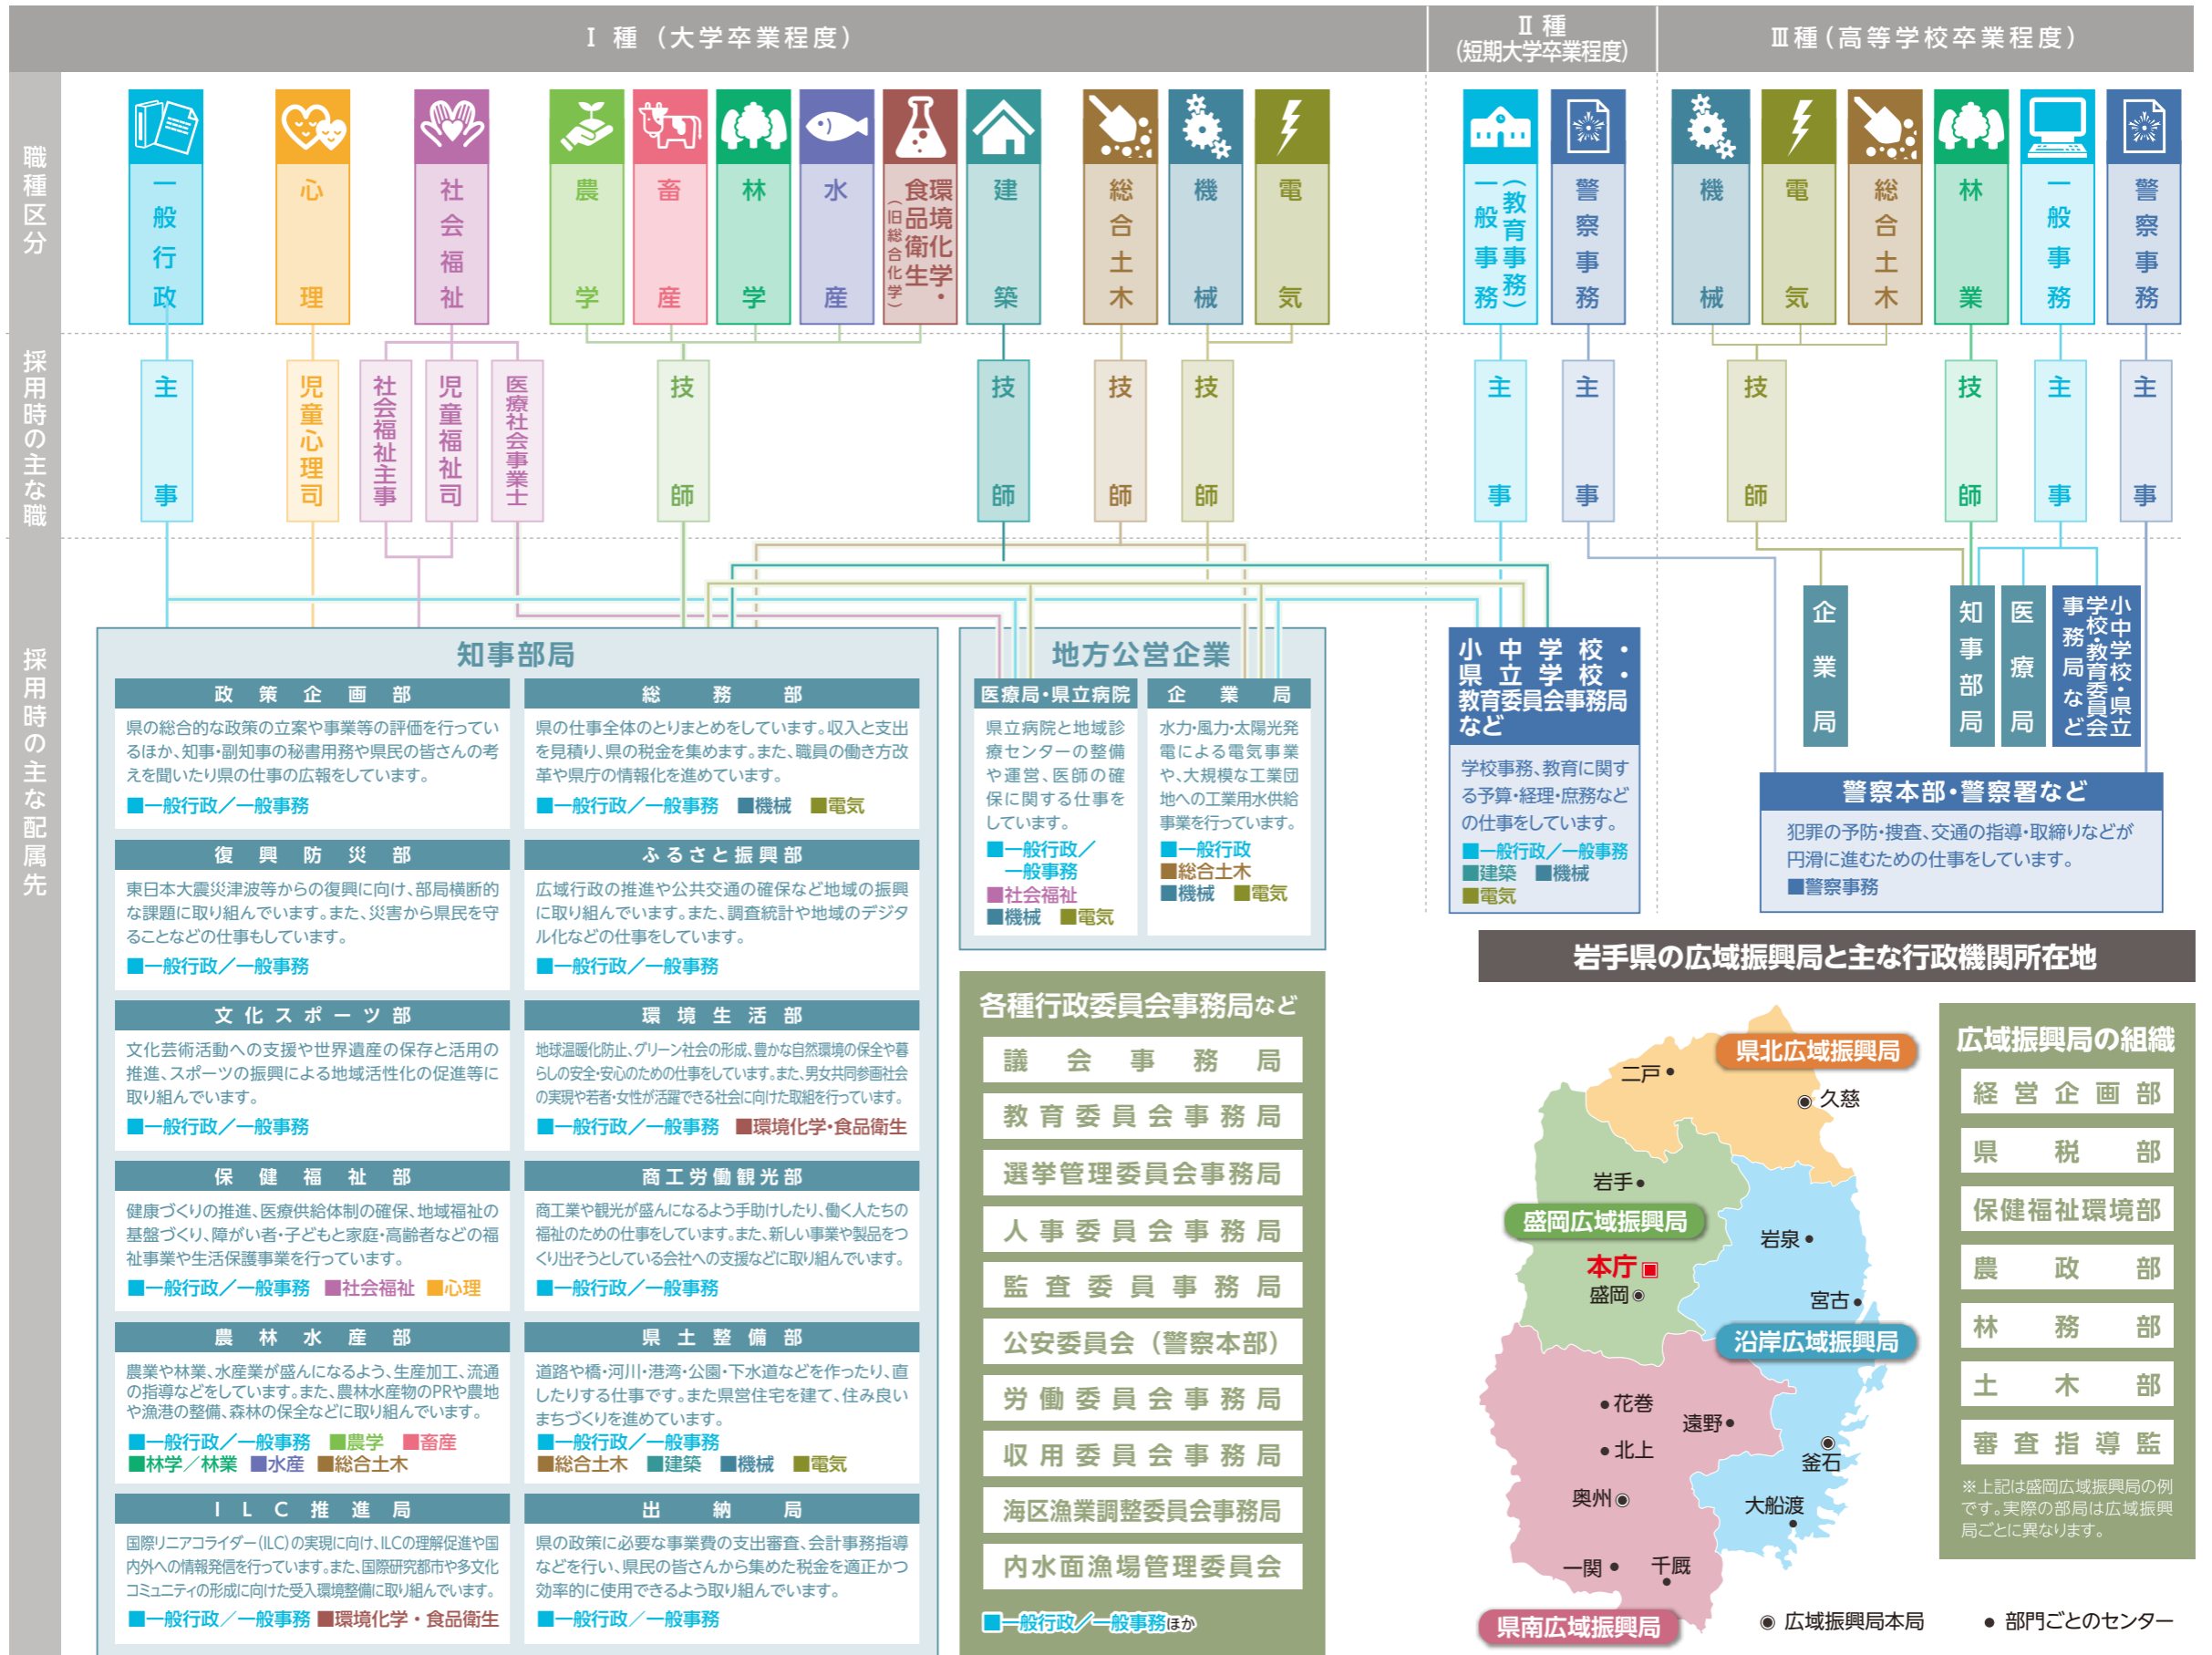 Ⅰ 種 （大学卒業程度）
Ⅱ 種
（短期大学卒業程度）
Ⅲ種（高等学校卒業程度）
職種区分
一般行政
心理
社会福祉
農学
畜産
林学
水産
環境化学・
食品衛生
（旧総合化学）
建築
総合土木
機械
電気
一般事務
（教育事務）
警察事務
機械
電気
総合土木
林業
一般事務
警察事務
採用時の主な職
主事
児童心理司
社会福祉主事
児童福祉司
医療社会事業士
技師
技師
技師
技師
主事
主事
技師
技師
主事
主事
採用時の主な配属先
知事部局
政策企画部
県の総合的な政策の立案や事業等の評価を行ってい
るほか、知事・副知事の秘書用務や県民の皆さんの考
えを聞いたり県の仕事の広報をしています。
■一般行政／一般事務
総務部
県の仕事全体のとりまとめをしています。収入と支出
を見積り、県の税金を集めます。また、職員の働き方改
革や県庁の情報化を進めています。
■一般行政／一般事務 ■機械 ■電気
復興防災部
東日本大震災津波等からの復興に向け、部局横断的
な課題に取り組んでいます。また、災害から県民を守
ることなどの仕事もしています。
■一般行政／一般事務
ふるさと振興部
広域行政の推進や公共交通の確保など地域の振興
に取り組んでいます。また、調査統計や地域のデジタ
ル化などの仕事をしています。
■一般行政／一般事務
文化スポーツ部
文化芸術活動への支援や世界遺産の保存と活用の
推進、スポーツの振興による地域活性化の促進等に
取り組んでいます。
■一般行政／一般事務
環境生活部
地球温暖化防止、グリーン社会の形成、豊かな自然環境の保全や暮
らしの安全・安心のための仕事をしています。また、男女共同参画社会
の実現や若者・女性が活躍できる社会に向けた取組を行っています。
■一般行政／一般事務 ■環境化学・食品衛生
保健福祉部
健康づくりの推進、医療供給体制の確保、地域福祉の
基盤づくり、障がい者・子どもと家庭・高齢者などの福
祉事業や生活保護事業を行っています。
■一般行政／一般事務 ■社会福祉 ■心理
商工労働観光部
商工業や観光が盛んになるよう手助けしたり、働く人たちの
福祉のための仕事をしています。また、新しい事業や製品をつ
くり出そうとしている会社への支援などに取り組んでいます。
■一般行政／一般事務
農林水産部
農業や林業、水産業が盛んになるよう、生産加工、流通
の指導などをしています。また、農林水産物のPRや農地
や漁港の整備、森林の保全などに取り組んでいます。
■一般行政／一般事務 ■農学 ■畜産
■林学／林業 ■水産 ■総合土木
県土整備部
道路や橋・河川・港湾・公園・下水道などを作ったり、直
したりする仕事です。また県営住宅を建て、住み良い
まちづくりを進めています。
■一般行政／一般事務
■総合土木 ■建築 ■機械 ■電気
ILC推進局
国際リニアコライダー（ILC）の実現に向け、ILCの理解促進や国
内外への情報発信を行っています。また、国際研究都市や多文化
コミュニティの形成に向けた受入環境整備に取り組んでいます。
■一般行政／一般事務 ■環境化学・食品衛生
出納局
県の政策に必要な事業費の支出審査、会計事務指導
などを行い、県民の皆さんから集めた税金を適正かつ
効率的に使用できるよう取り組んでいます。
■一般行政／一般事務
地方公営企業
医療局・県立病院
県立病院と地域診
療センターの整備
や運営、医師の確
保に関する仕事を
しています。
■一般行政／
一般事務
■社会福祉
■機械 ■電気
企業局
水力・風力・太陽光発
電による電気事業
や、大規模な工業団
地への工業用水供給
事業を行っています。
■一般行政
■総合土木
■機械 ■電気
小中学校・
県立学校・
教育委員会事務局
など
学校事務、教育に関す
る予算・経理・庶務など
の仕事をしています。
■一般行政／一般事務
■建築 ■機械
■電気
企業局
知事部局
医療局
小中学校・県立
学校・教育委員会
事務局など
警察本部・警察署など
犯罪の予防・捜査、交通の指導・取締りなどが
円滑に進むための仕事をしています。
■警察事務
各種行政委員会事務局など
議会事務局
教育委員会事務局
選挙管理委員会事務局
人事委員会事務局
監査委員事務局
公安委員会（警察本部）
労働委員会事務局
収用委員会事務局
海区漁業調整委員会事務局
内水面漁場管理委員会
■一般行政／一般事務ほか
岩手県の広域振興局と主な行政機関所在地
県北広域振興局
二戸
久慈
岩手
盛岡広域振興局
岩泉
本庁
盛岡
宮古
沿岸広域振興局
花巻
遠野
北上
釜石
奥州
大船渡
一関
千厩
県南広域振興局
◉ 広域振興局本局
● 部門ごとのセンター
広域振興局の組織
経営企画部
県税部
保健福祉環境部
農政部
林務部
土木部
審査指導監
※上記は盛岡広域振興局の例
です。実際の部局は広域振興
局ごとに異なります。